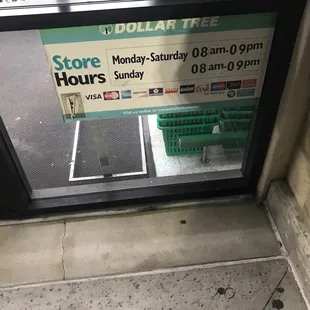 DOLLAR TREE
Store Hours
Monday-Saturday 08am-09pm
Sunday 08am-09pm
VISA